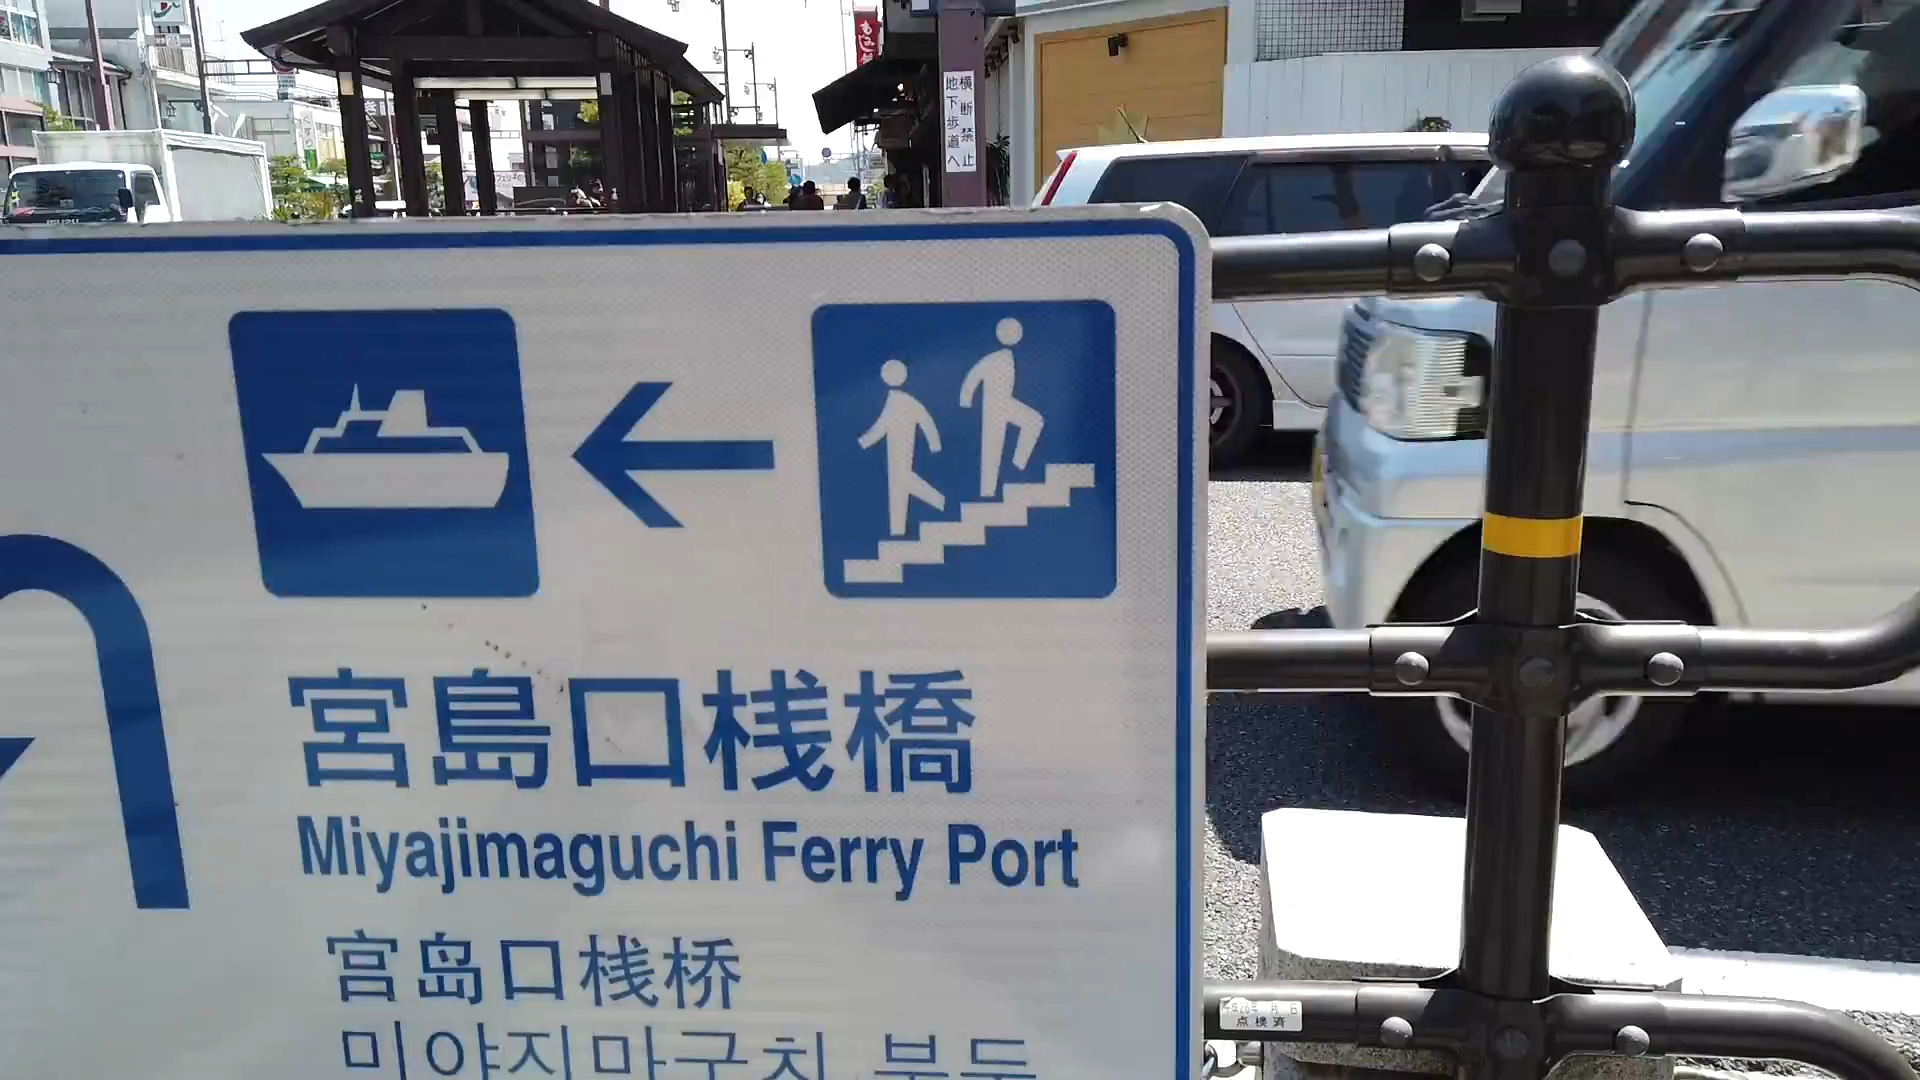 横断禁止
地下歩道へ
宮島口桟橋
Miyajimaguchi Ferry Port
宫岛口栈桥
미야지마구치 부두
点検済